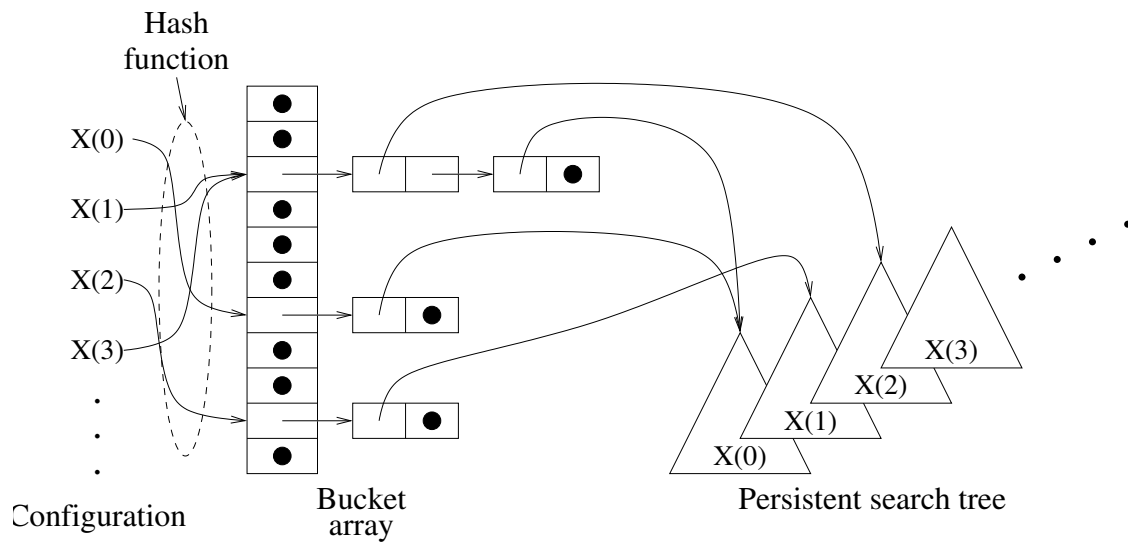 Hash
function
X(0)
X(1)
X(2)
X(3)
X(3)
X(2)
X(1)
X(0)
Configuration
Bucket
array
Persistent search tree